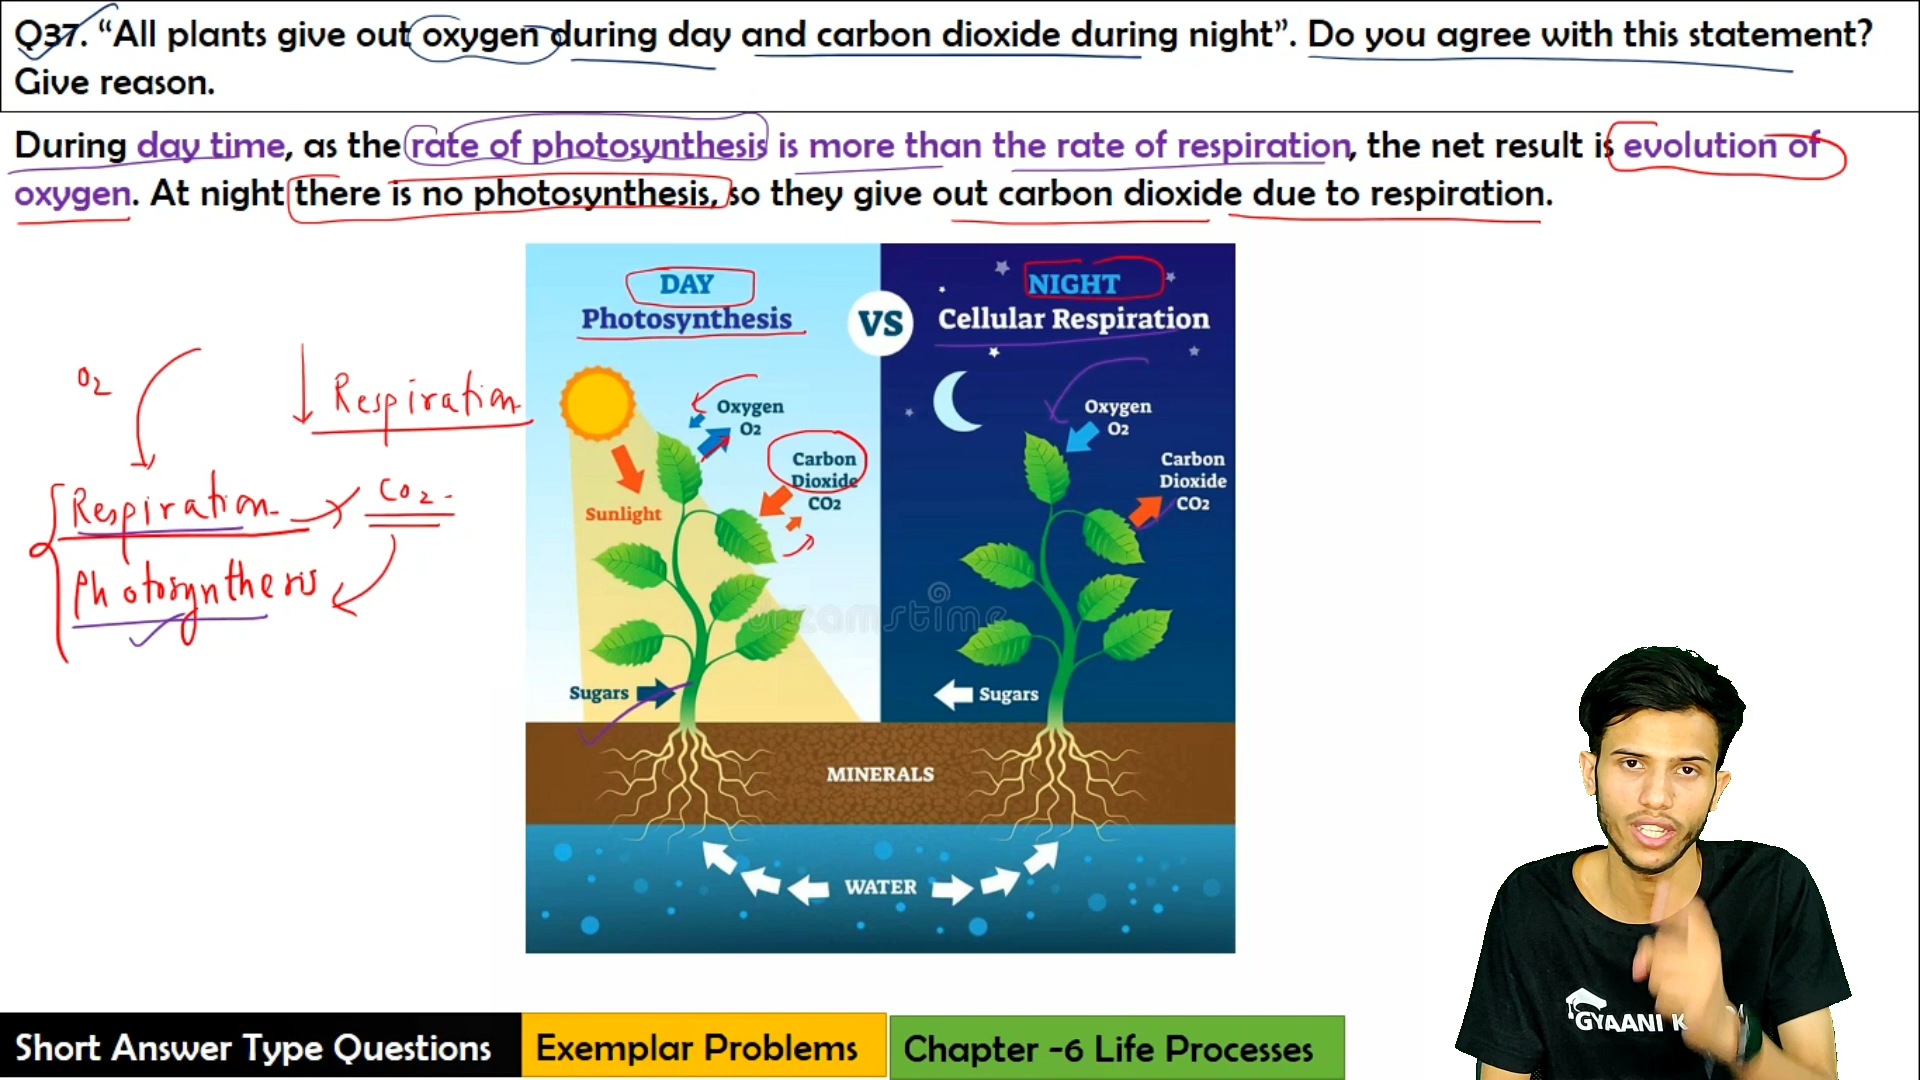 Q37. “All plants give out oxygen during day and carbon dioxide during night”. Do you agree with this statement?
Give reason.
During day time, as the rate of photosynthesis is more than the rate of respiration, the net result is evolution of
oxygen. At night there is no photosynthesis, so they give out carbon dioxide due to respiration.
DAY
Photosynthesis
VS
NIGHT
Cellular Respiration
O2
Respiration
Respiration
CO2
Photosynthesis
Oxygen
O2
Carbon
Dioxide
CO2
Sunlight
Sugars
Oxygen
O2
Carbon
Dioxide
CO2
Sugars
dreamstime
MINERALS
WATER
GYAANI K
Short Answer Type Questions
Exemplar Problems
Chapter -6 Life Processes